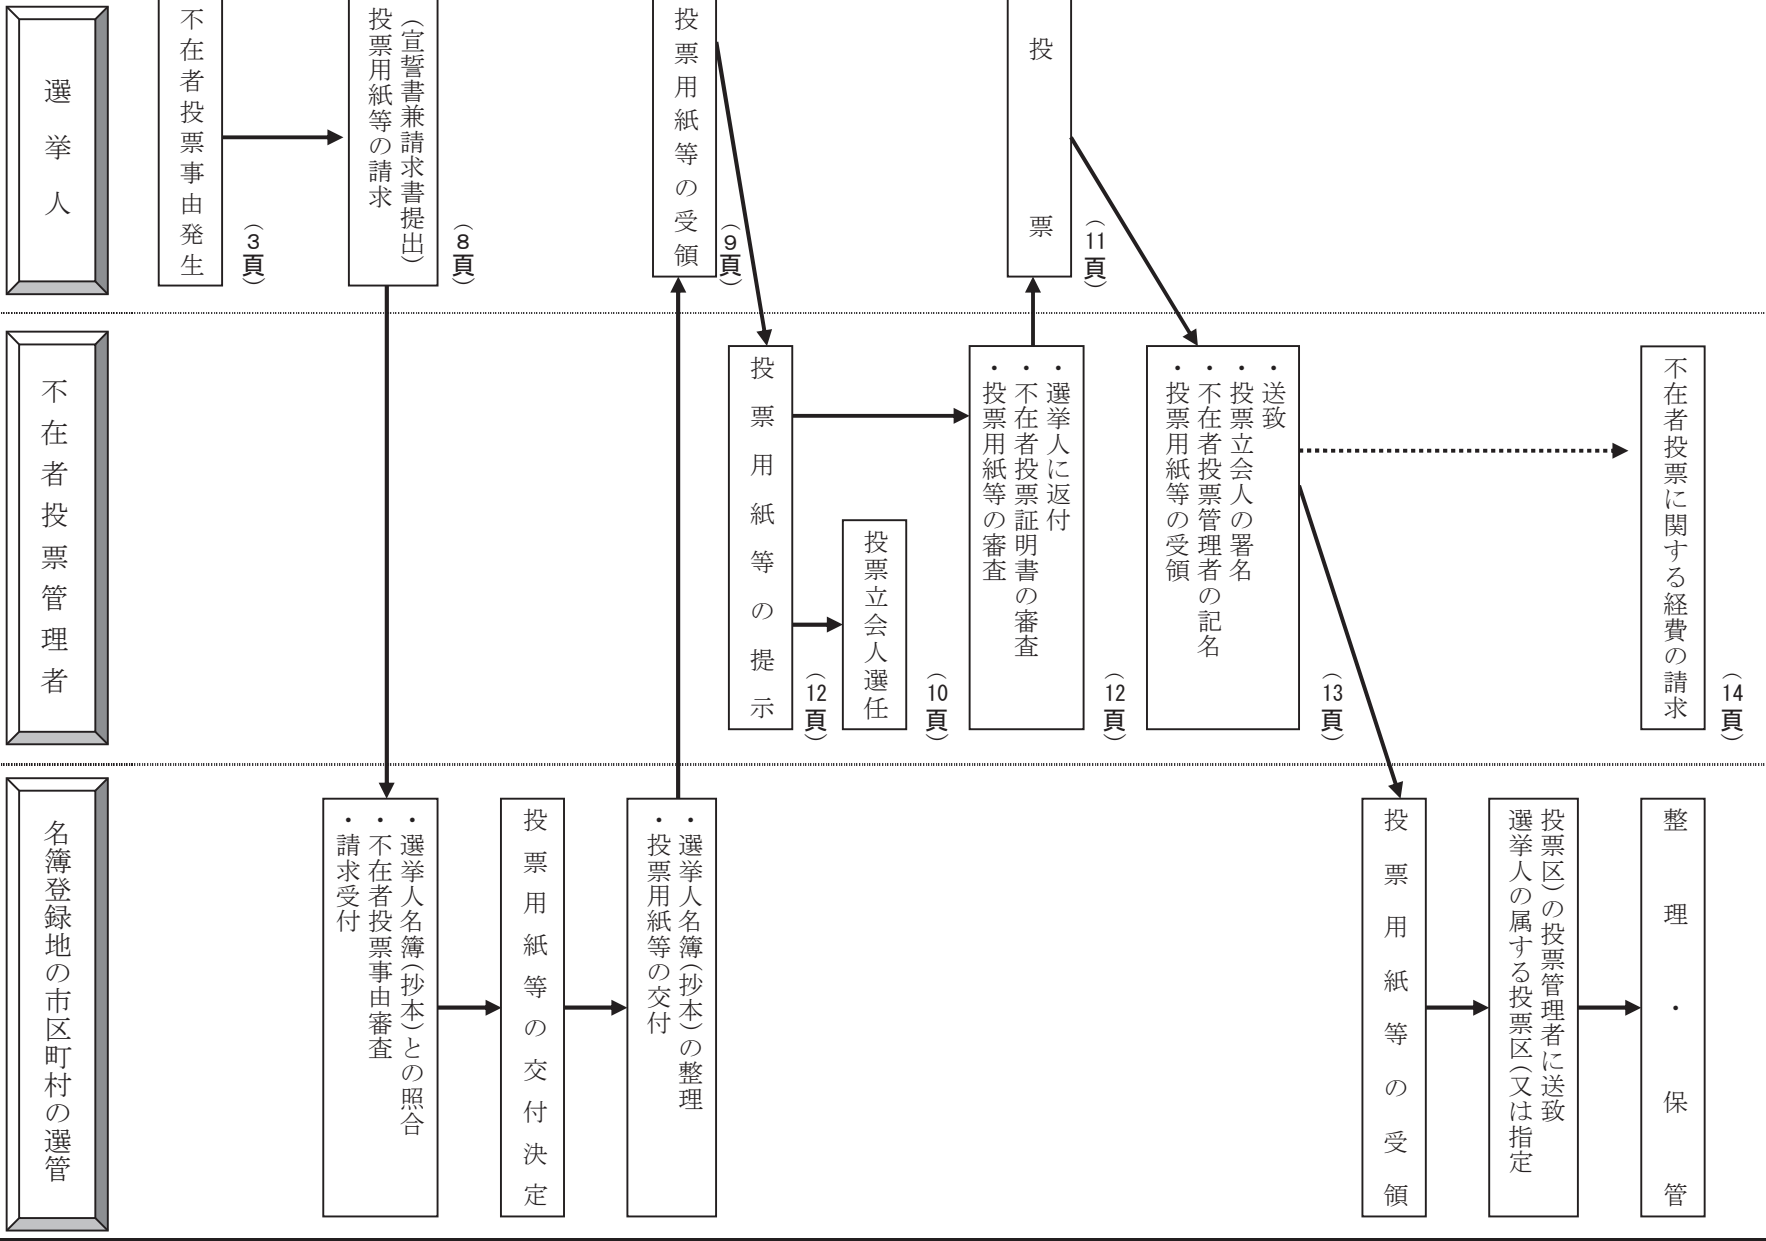 選挙人
不在者投票事由発生
（３頁）
投票用紙等の請求
（宣誓書兼請求書提出）
（８頁）
投票用紙等の受領
（９頁）
投票
（11頁）
不在者投票管理者
投票用紙等の提示
（12頁）
投票立会人選任
（10頁）
・投票用紙等の審査
・不在者投票証明書の審査
・選挙人に返付
（12頁）
・投票用紙等の受領
・不在者投票管理者の記名
・投票立会人の署名
・送致
（13頁）
不在者投票に関する経費の請求
（14頁）
名簿登録地の市区町村の選管
・請求受付
・不在者投票事由審査
・選挙人名簿（抄本）との照合
投票用紙等の交付決定
・投票用紙等の交付
・選挙人名簿（抄本）の整理
投票用紙等の受領
選挙人の属する投票区（又は指定
投票区）の投票管理者に送致
整理・保管